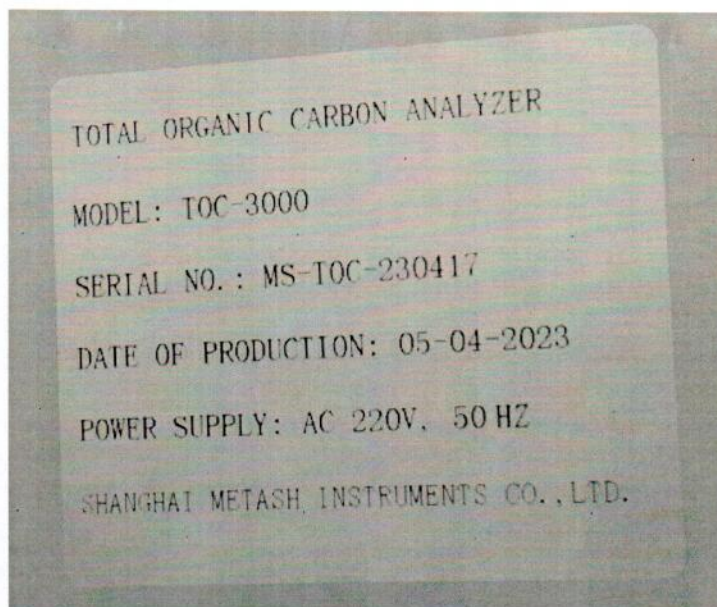 TOTAL ORGANIC CARBON ANALYZER
MODEL: TOC-3000
SERIAL NO.: MS-TOC-230417
DATE OF PRODUCTION: 05-04-2023
POWER SUPPLY: AC 220V. 50 HZ
SHANGHAI METASH INSTRUMENTS CO.,LTD.